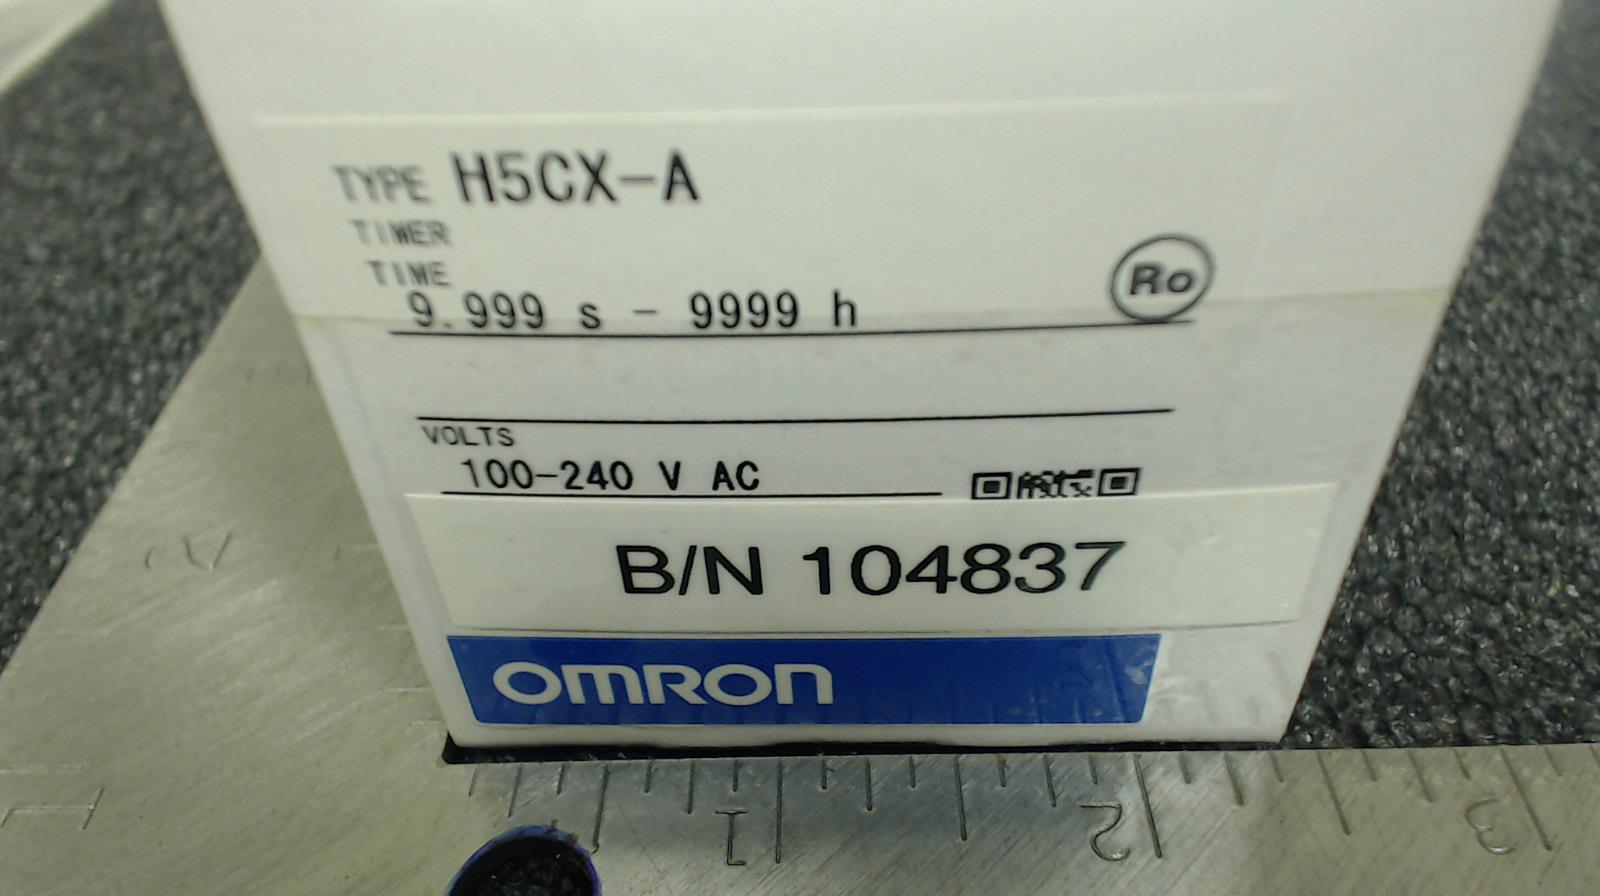 TYPE H5CX-A
TIMER
TIME
9.999 s - 9999 h
Ro
VOLTS
100-240 V AC
B/N 104837
OMRON
1 2 3